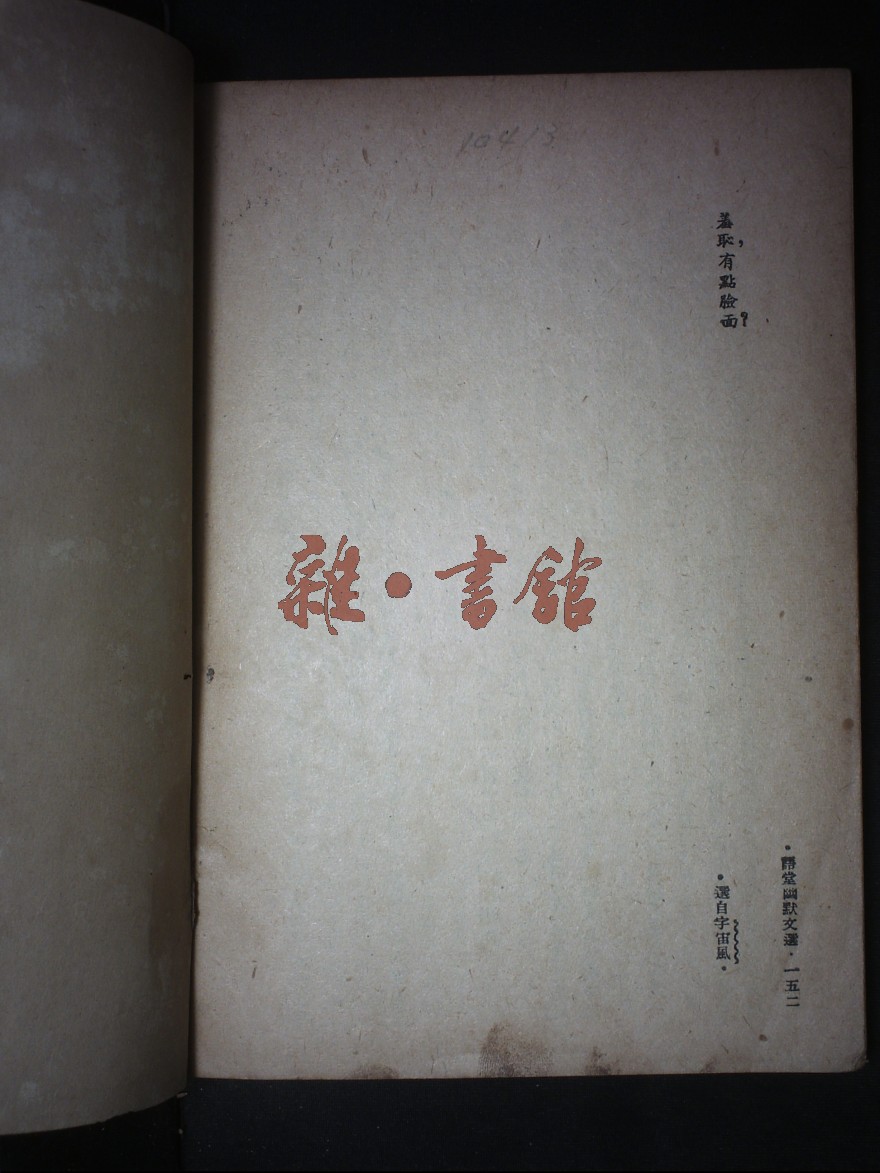 10413
羞恥，有點臉面？
·選自宇宙風·
·語堂幽默文選·一五二
雜·書館